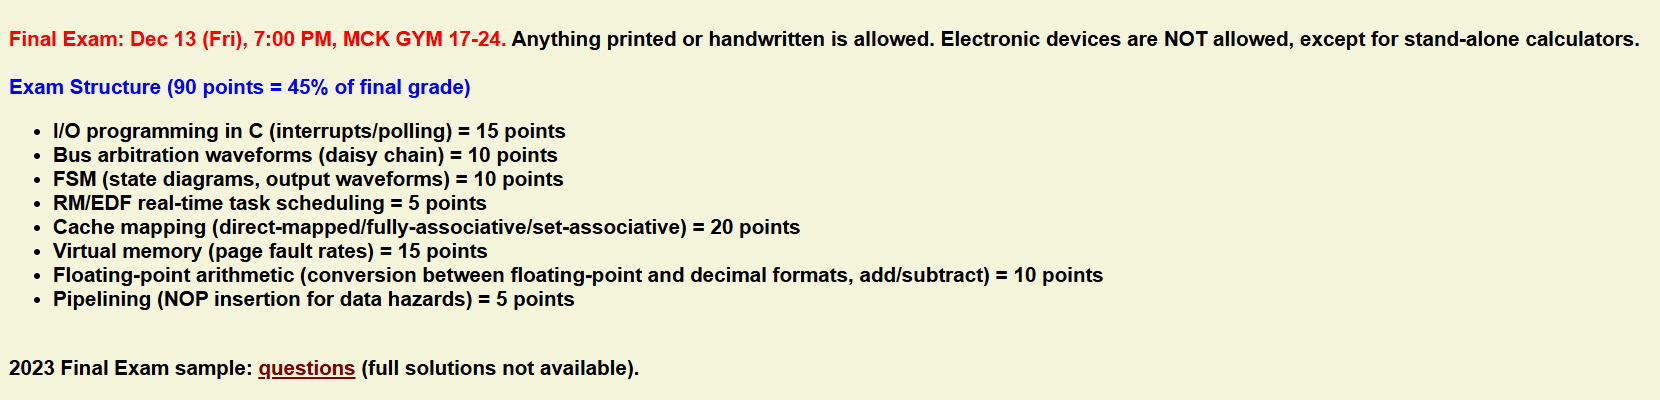 Final Exam: Dec 13 (Fri), 7:00 PM, MCK GYM 17-24. Anything printed or handwritten is allowed. Electronic devices are NOT allowed, except for stand-alone calculators.
Exam Structure (90 points = 45% of final grade)
• I/O programming in C (interrupts/polling) = 15 points
• Bus arbitration waveforms (daisy chain) = 10 points
• FSM (state diagrams, output waveforms) = 10 points
• RM/EDF real-time task scheduling = 5 points
• Cache mapping (direct-mapped/fully-associative/set-associative) = 20 points
• Virtual memory (page fault rates) = 15 points
• Floating-point arithmetic (conversion between floating-point and decimal formats, add/subtract) = 10 points
• Pipelining (NOP insertion for data hazards) = 5 points
2023 Final Exam sample: questions (full solutions not available).